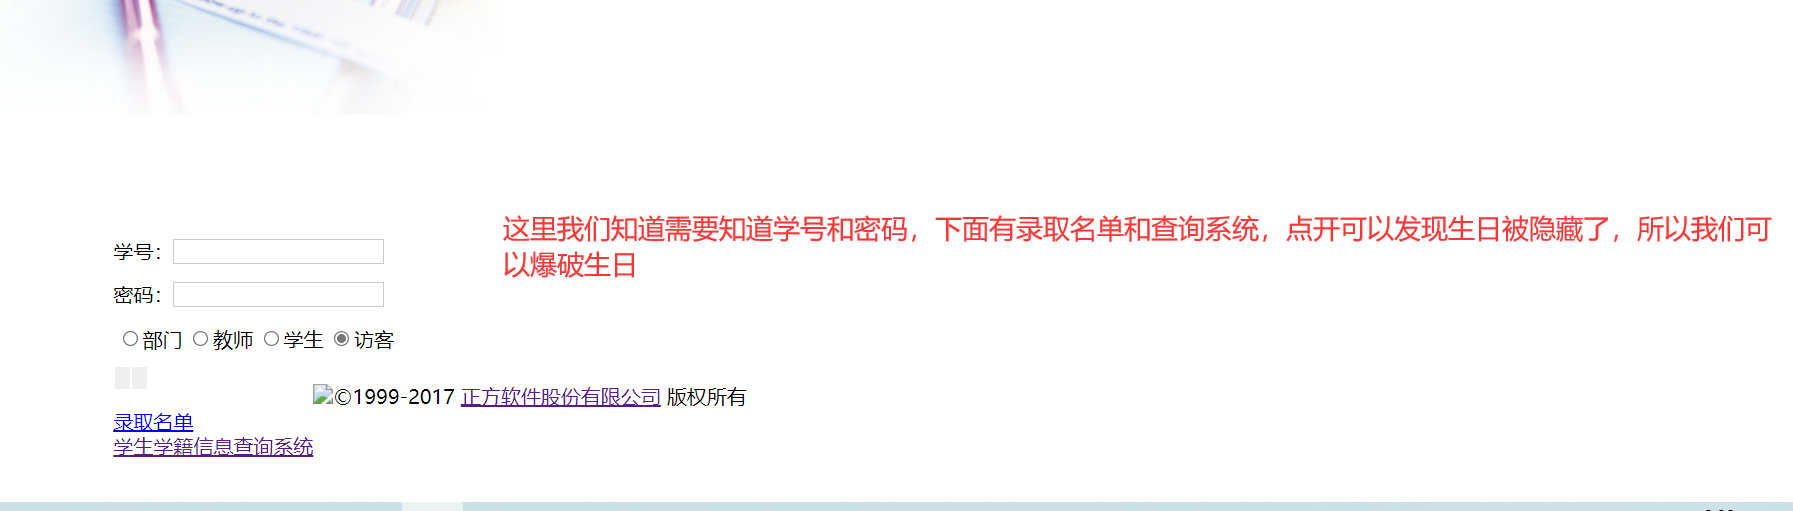 这里我们知道需要知道学号和密码，下面有录取名单和查询系统，点开可以发现生日被隐藏了，所以我们可
以爆破生日
学号：
密码：
部门 教师 学生 访客
©1999-2017 正方软件股份有限公司 版权所有
录取名单
学生学籍信息查询系统